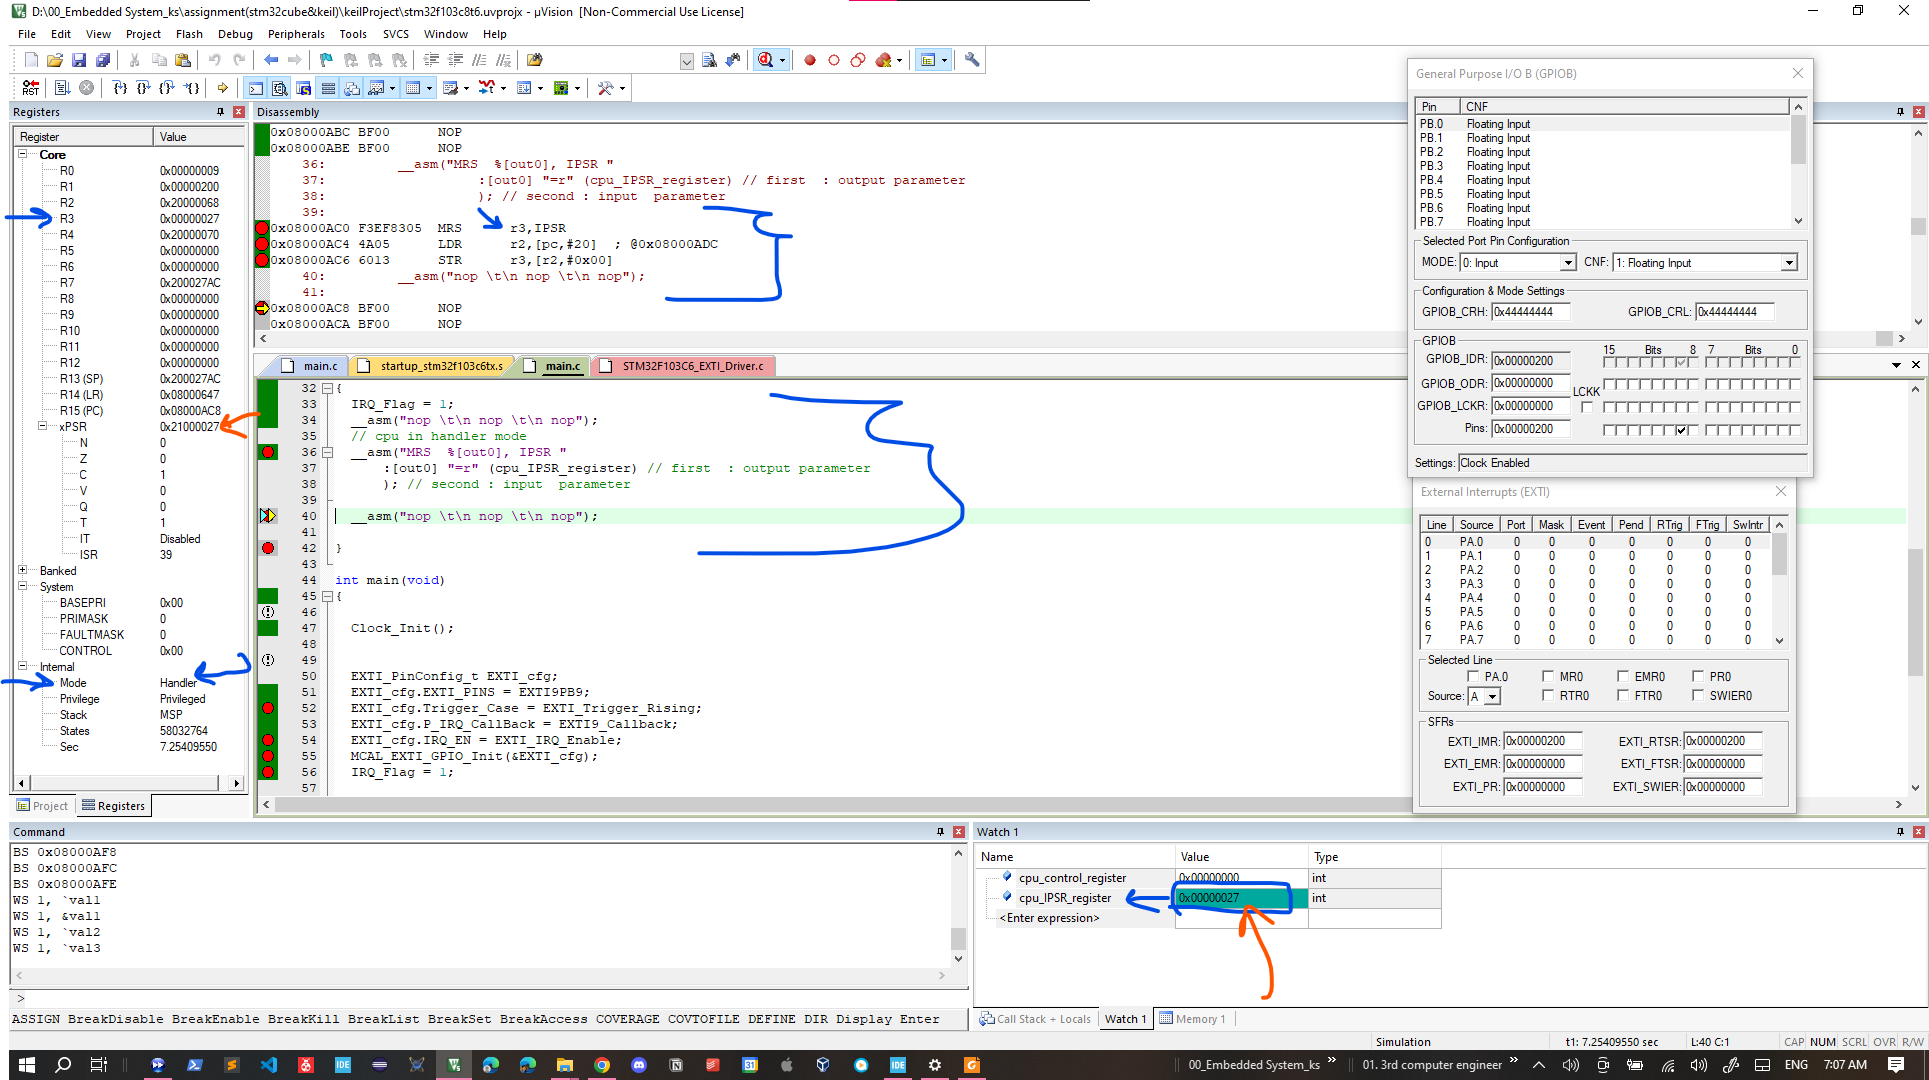 D:\00_Embedded System_ks\assignment(stm32cube&keil)\keilProject\stm32f103c8t6.uvprojx - µVision  [Non-Commercial Use License]
File Edit View Project Flash Debug Peripherals Tools SVCS Window Help
Registers
Register Value
Core
R0 0x00000009
R1 0x00000200
R2 0x20000068
R3 0x00000027
R4 0x20000070
R5 0x00000000
R6 0x00000000
R7 0x200027AC
R8 0x00000000
R9 0x00000000
R10 0x00000000
R11 0x00000000
R12 0x00000000
R13 (SP) 0x200027AC
R14 (LR) 0x08000647
R15 (PC) 0x08000AC8
xPSR 0x21000027
N 0
Z 0
C 1
V 0
Q 0
T 1
IT Disabled
ISR 39
Banked
System
BASEPRI 0x00
PRIMASK 0
FAULTMASK 0
CONTROL 0x00
Internal
Mode Handler
Privilege Privileged
Stack MSP
States 58032764
Sec 7.25409550
Project Registers
Disassembly
0x08000ABC BF00 NOP
0x08000ABE BF00 NOP
36: __asm("MRS  %[out0], IPSR "
37: :[out0] "=r" (cpu_IPSR_register) // first  : output parameter
38: ); // second : input  parameter
39:
0x08000AC0 F3EF8305 MRS r3,IPSR
0x08000AC4 4A05 LDR r2,[pc,#20]  ; @0x08000ADC
0x08000AC6 6013 STR r3,[r2,#0x00]
40: __asm("nop \t\n nop \t\n nop");
41:
0x08000AC8 BF00 NOP
0x08000ACA BF00 NOP
main.c startup_stm32f103c6tx.s main.c STM32F103C6_EXTI_Driver.c
32 {
33 IRQ_Flag = 1;
34 __asm("nop \t\n nop \t\n nop");
35 // cpu in handler mode
36 __asm("MRS  %[out0], IPSR "
37 :[out0] "=r" (cpu_IPSR_register) // first  : output parameter
38 ); // second : input  parameter
39
40 __asm("nop \t\n nop \t\n nop");
41
42 }
43
44 int main(void)
45 {
46
47 Clock_Init();
48
49
50 EXTI_PinConfig_t EXTI_cfg;
51 EXTI_cfg.EXTI_PINS = EXTI9PB9;
52 EXTI_cfg.Trigger_Case = EXTI_Trigger_Rising;
53 EXTI_cfg.P_IRQ_CallBack = EXTI9_Callback;
54 EXTI_cfg.IRQ_EN = EXTI_IRQ_Enable;
55 MCAL_EXTI_GPIO_Init(&EXTI_cfg);
56 IRQ_Flag = 1;
57
General Purpose I/O B (GPIOB)
Pin CNF
PB.0 Floating Input
PB.1 Floating Input
PB.2 Floating Input
PB.3 Floating Input
PB.4 Floating Input
PB.5 Floating Input
PB.6 Floating Input
PB.7 Floating Input
Selected Port Pin Configuration
MODE: 0: Input CNF: 1: Floating Input
Configuration & Mode Settings
GPIOB_CRH: 0x44444444 GPIOB_CRL: 0x44444444
GPIOB
15 Bits 8 7 Bits 0
GPIOB_IDR: 0x00000200
GPIOB_ODR: 0x00000000
LCKK
GPIOB_LCKR: 0x00000000
Pins: 0x00000200
Settings: Clock Enabled
External Interrupts (EXTI)
Line Source Port Mask Event Pend RTrig FTrig SwIntr
0 PA.0 0 0 0 0 0 0 0
1 PA.1 0 0 0 0 0 0 0
2 PA.2 0 0 0 0 0 0 0
3 PA.3 0 0 0 0 0 0 0
4 PA.4 0 0 0 0 0 0 0
5 PA.5 0 0 0 0 0 0 0
6 PA.6 0 0 0 0 0 0 0
7 PA.7 0 0 0 0 0 0 0
Selected Line
PA.0 MR0 EMR0 PR0
Source: A RTR0 FTR0 SWIER0
SFRs
EXTI_IMR: 0x00000200 EXTI_RTSR: 0x00000200
EXTI_EMR: 0x00000000 EXTI_FTSR: 0x00000000
EXTI_PR: 0x00000000 EXTI_SWIER: 0x00000000
Command
BS 0x08000AF8
BS 0x08000AFC
BS 0x08000AFE
WS 1, `val1
WS 1, &val1
WS 1, `val2
WS 1, `val3
>
ASSIGN BreakDisable BreakEnable BreakKill BreakList BreakSet BreakAccess COVERAGE COVTOFILE DEFINE DIR Display Enter
Watch 1
Name Value Type
cpu_control_register 0x00000000 int
cpu_IPSR_register 0x00000027 int
<Enter expression>
Call Stack + Locals Watch 1 Memory 1
Simulation t1: 7.25409550 sec L:40 C:1 CAP NUM SCRL OVR R/W
00_Embedded System_ks 01. 3rd computer engineer ENG 7:07 AM